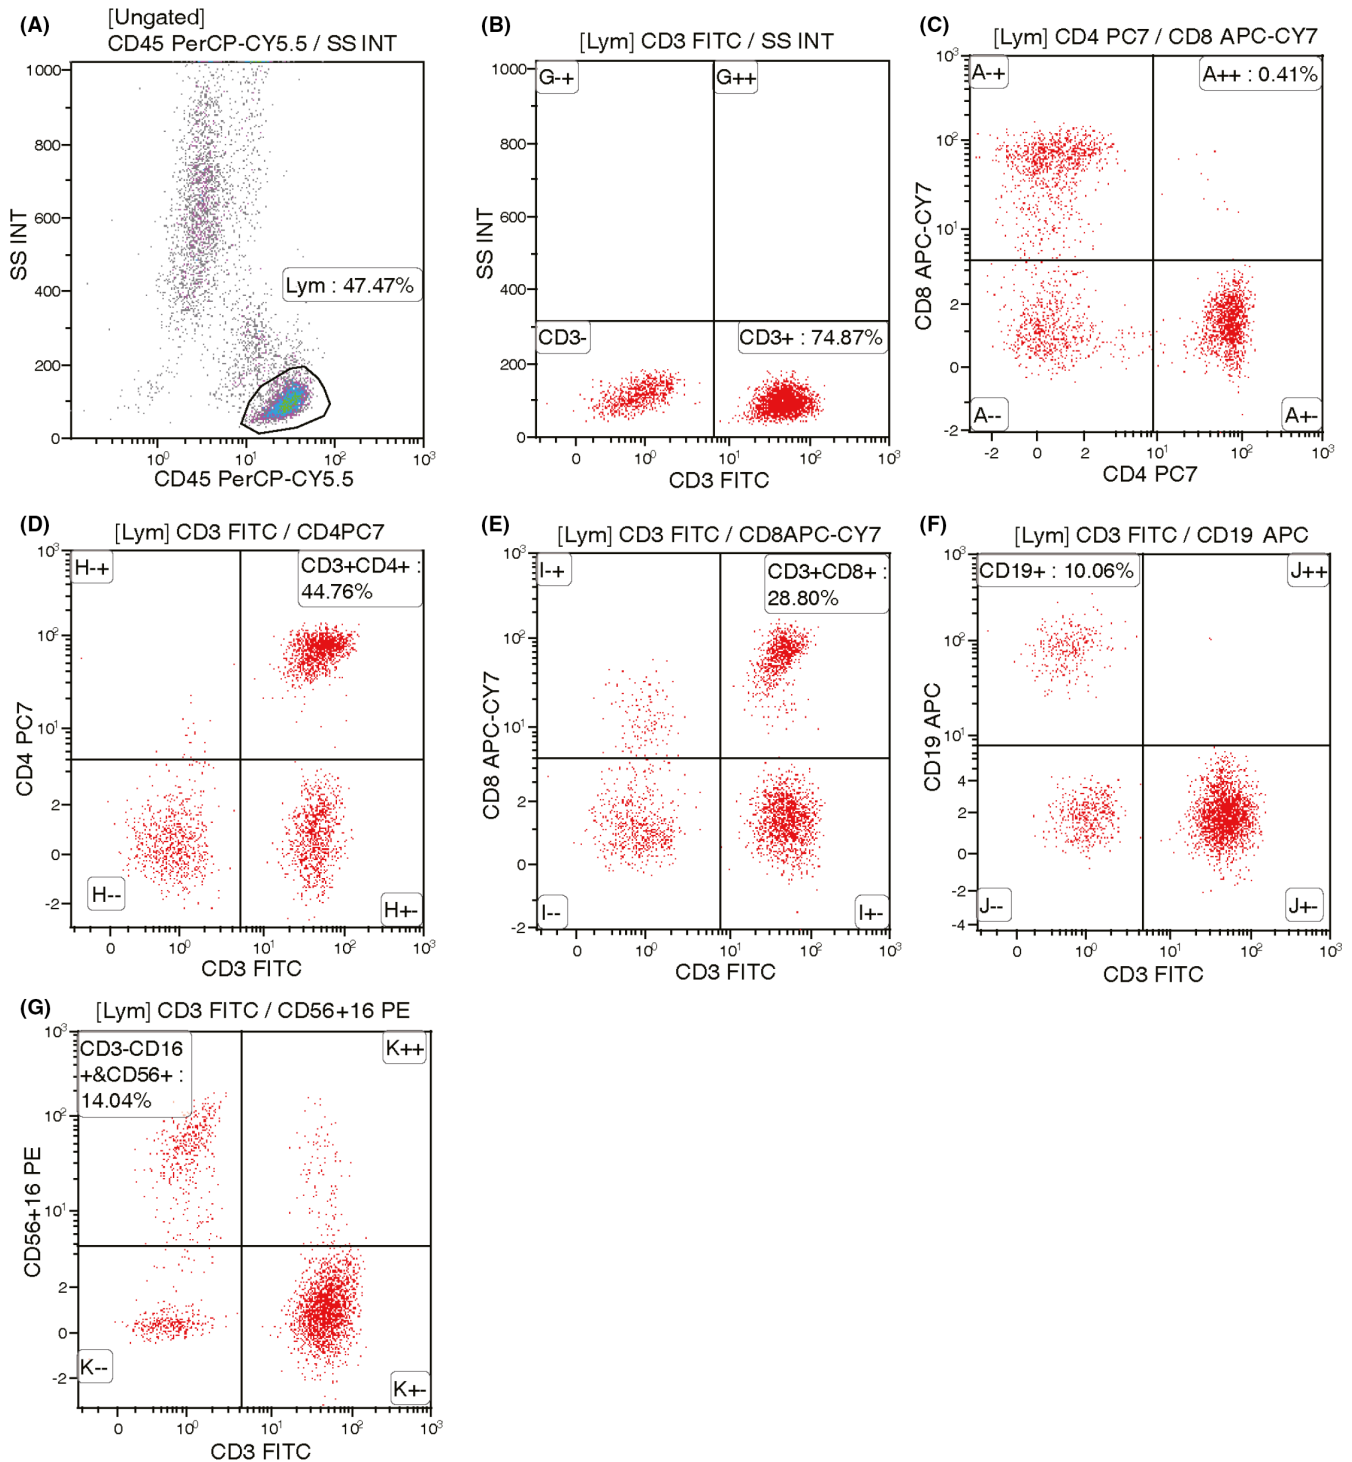 (A)
[Ungated]
CD45 PerCP-CY5.5 / SS INT
1000
800
600
400
200
0
SS INT
Lym : 47.47%
10⁰
10¹
10²
10³
CD45 PerCP-CY5.5
(B)
[Lym] CD3 FITC / SS INT
1000
800
600
400
200
0
SS INT
G-+
G++
CD3-
CD3+ : 74.87%
0
10⁰
10¹
10²
10³
CD3 FITC
(C)
[Lym] CD4 PC7 / CD8 APC-CY7
10³
10²
10¹
2
0
-2
CD8 APC-CY7
A-+
A++ : 0.41%
A--
A+-
-2
0
2
10¹
10²
10³
CD4 PC7
(D)
[Lym] CD3 FITC / CD4PC7
10³
10²
10¹
2
0
-2
CD4 PC7
H-+
CD3+CD4+ :
44.76%
H--
H+-
0
10⁰
10¹
10²
10³
CD3 FITC
(E)
[Lym] CD3 FITC / CD8APC-CY7
10³
10²
10¹
2
0
-2
CD8 APC-CY7
I-+
CD3+CD8+ :
28.80%
I--
I+-
0
10⁰
10¹
10²
10³
CD3 FITC
(F)
[Lym] CD3 FITC / CD19 APC
10³
10²
10¹
4
2
0
-2
-4
CD19 APC
CD19+ : 10.06%
J++
J--
J+-
0
10⁰
10¹
10²
10³
CD3 FITC
(G)
[Lym] CD3 FITC / CD56+16 PE
10³
10²
10¹
2
0
-2
CD56+16 PE
CD3-CD16
+&CD56+ :
14.04%
K++
K--
K+-
0
10⁰
10¹
10²
10³
CD3 FITC